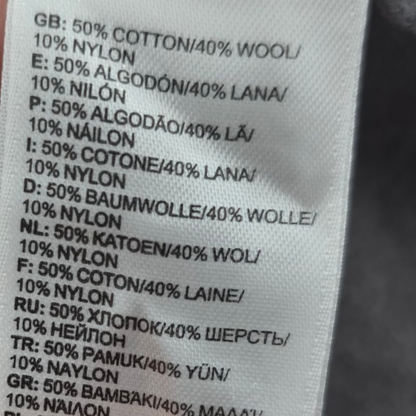 GB: 50% COTTON/40% WOOL/
10% NYLON
E: 50% ALGODÓN/40% LANA/
10% NILÓN
P: 50% ALGODÃO/40% LÃ/
10% NÁILON
I: 50% COTONE/40% LANA/
10% NYLON
D: 50% BAUMWOLLE/40% WOLLE/
10% NYLON
NL: 50% KATOEN/40% WOL/
10% NYLON
F: 50% COTON/40% LAINE/
10% NYLON
RU: 50% ХЛОПОК/40% ШЕРСТЬ/
10% НЕЙЛОН
TR: 50% PAMUK/40% YÜN/
10% NAYLON
GR: 50% ΒΑΜΒΑΚΙ/40% ΜΑΛΛΊ/
10% ΝΑΪΛΟΝ